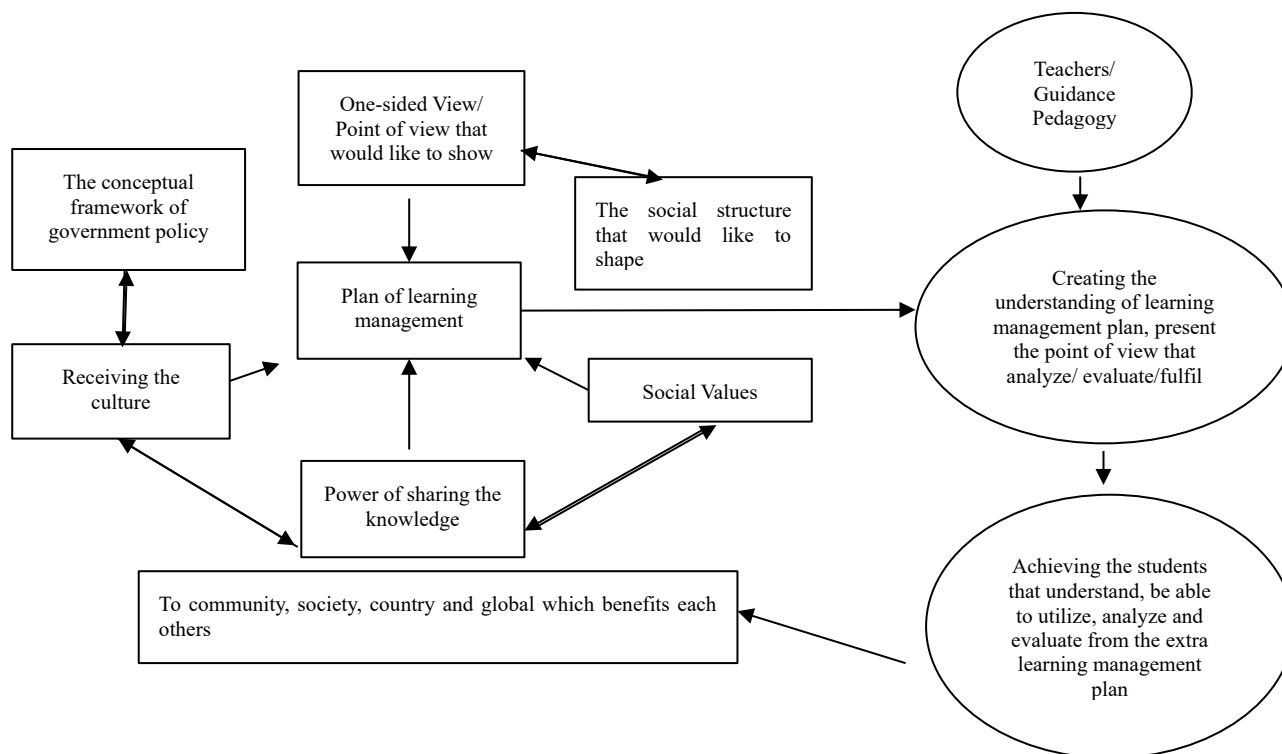 Teachers/
Guidance
Pedagogy
One-sided View/
Point of view that
would like to show
The conceptual
framework of
government policy
The social structure
that would like to
shape
Plan of learning
management
Creating the
understanding of learning
management plan, present
the point of view that
analyze/ evaluate/fulfil
Receiving the
culture
Social Values
Power of sharing the
knowledge
Achieving the students
that understand, be able
to utilize, analyze and
evaluate from the extra
learning management
plan
To community, society, country and global which benefits each
others